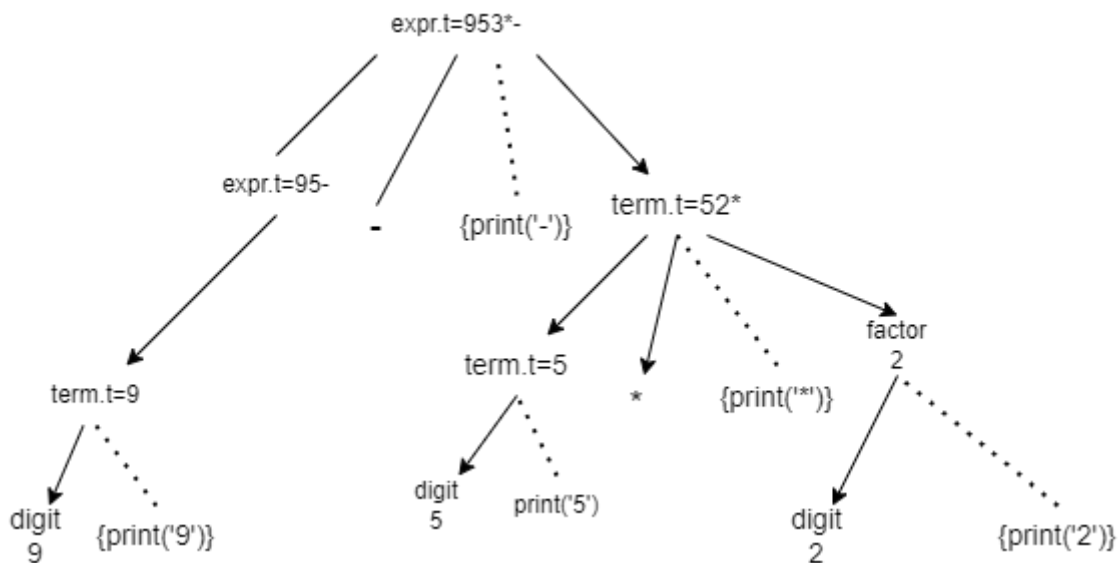 expr.t=953*-
expr.t=95-
-
{print('-')}
term.t=52*
term.t=9
term.t=5
*
{print('*')}
factor
2
digit
9
{print('9')}
digit
5
print('5')
digit
2
{print('2')}